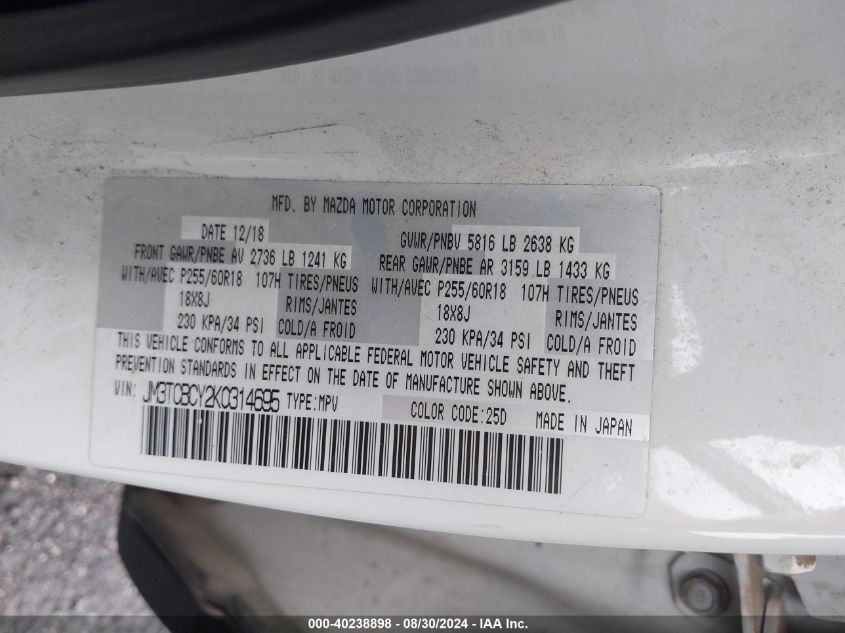 MFD. BY MAZDA MOTOR CORPORATION
DATE 12/18 GVWR/PNBV 5816 LB 2638 KG
FRONT GAWR/PNBE AV 2736 LB 1241 KG REAR GAWR/PNBE AR 3159 LB 1433 KG
WITH/AVEC P255/60R18 107H TIRES/PNEUS WITH/AVEC P255/60R18 107H TIRES/PNEUS
18X8J RIMS/JANTES 18X8J RIMS/JANTES
230 KPA/34 PSI COLD/A FROID 230 KPA/34 PSI COLD/A FROID
THIS VEHICLE CONFORMS TO ALL APPLICABLE FEDERAL MOTOR VEHICLE SAFETY AND THEFT
PREVENTION STANDARDS IN EFFECT ON THE DATE OF MANUFACTURE SHOWN ABOVE.
VIN: JM3TCBCY2K0314695 TYPE:MPV COLOR CODE:25D MADE IN JAPAN
000-40238898 - 08/30/2024 - IAA Inc.